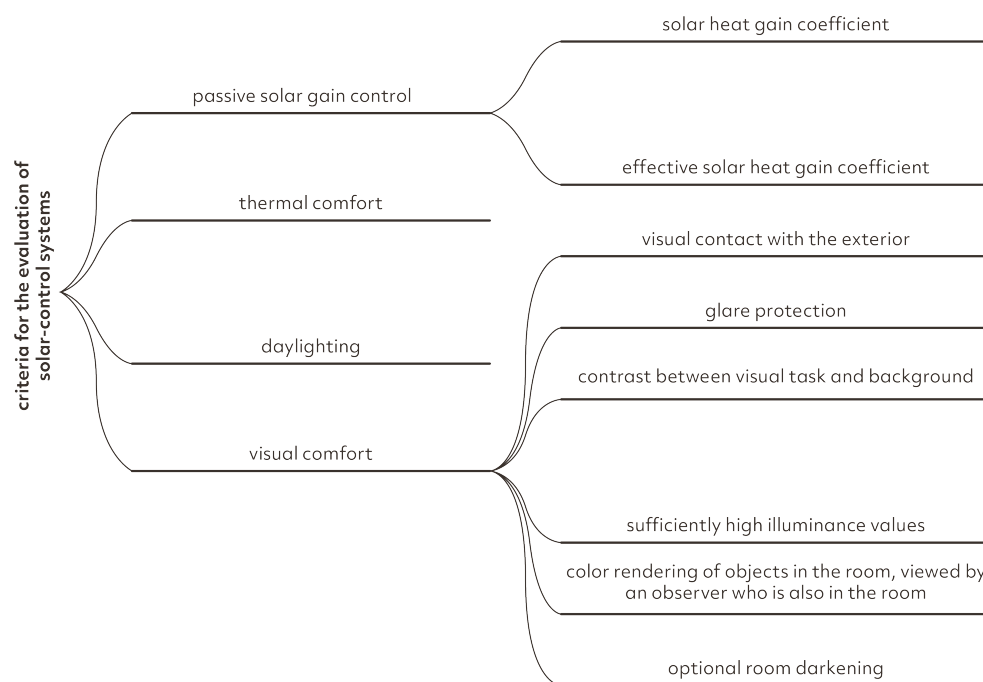 criteria for the evaluation of
solar-control systems
passive solar gain control
solar heat gain coefficient
effective solar heat gain coefficient
thermal comfort
daylighting
visual comfort
visual contact with the exterior
glare protection
contrast between visual task and background
sufficiently high illuminance values
color rendering of objects in the room, viewed by
an observer who is also in the room
optional room darkening